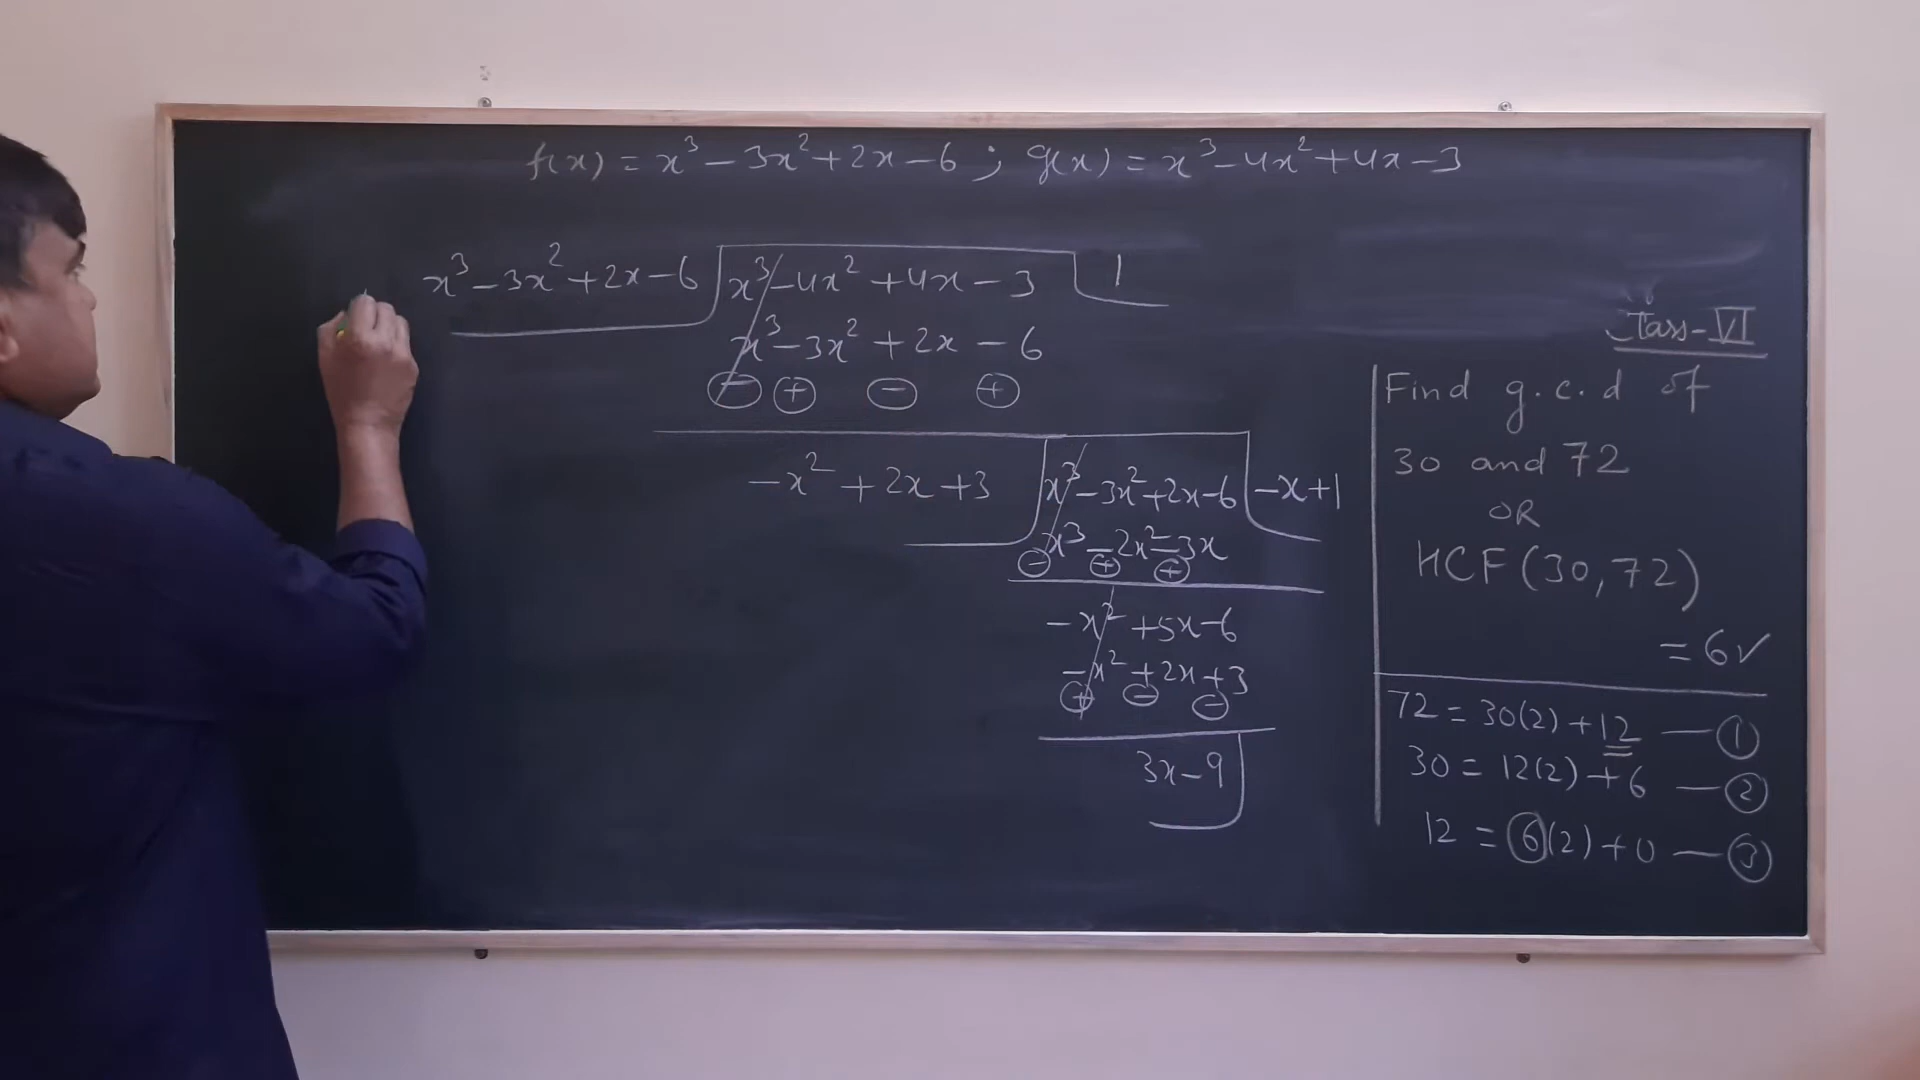 f(x) = x³ - 3x² + 2x - 6 ; g(x) = x³ - 4x² + 4x - 3
x³ - 3x² + 2x - 6 x³ - 4x² + 4x - 3 1
x³ - 3x² + 2x - 6
- + - +
-x² + 2x + 3 x³ - 3x² + 2x - 6 -x + 1
x³ - 2x² - 3x
- + +
-x² + 5x - 6
-x² + 2x + 3
+ - -
3x - 9
Class-VI
Find g.c.d of
30 and 72
OR
HCF(30,72)
= 6✓
72 = 30(2) + 12 — ①
30 = 12(2) + 6 — ②
12 = 6(2) + 0 — ③